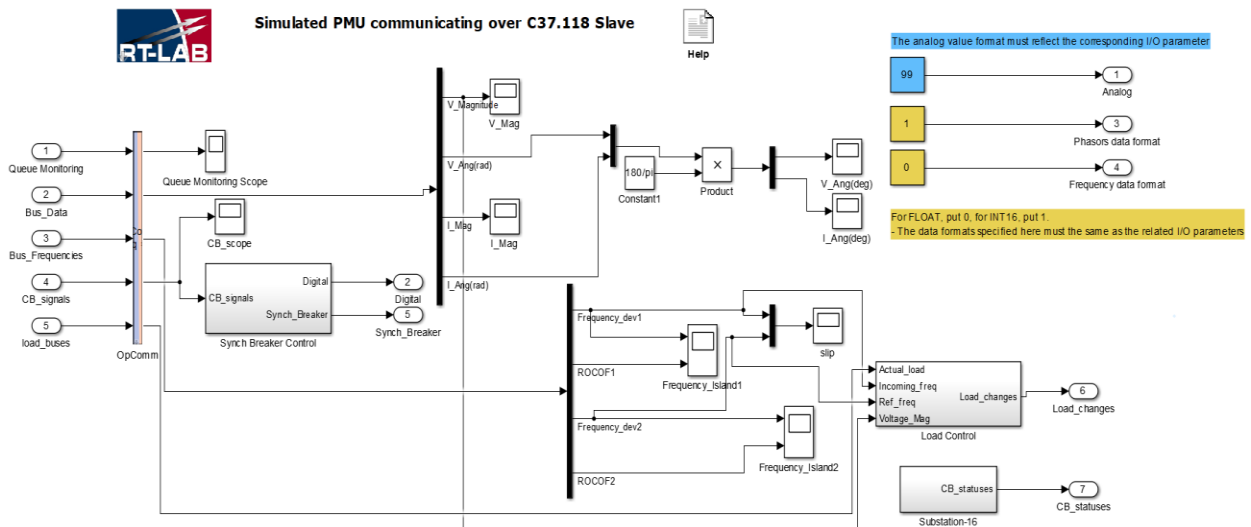 RT-LAB
Simulated PMU communicating over C37.118 Slave
Help
The analog value format must reflect the corresponding I/O parameter
99
1
Analog
1
3
Phasors data format
0
4
Frequency data format
For FLOAT, put 0, for INT16, put 1.
- The data formats specified here must the same as the related I/O parameters
1
Queue Monitoring
2
Bus_Data
3
Bus_Frequencies
4
CB_signals
5
load_buses
OpComm
Queue Monitoring Scope
CB_scope
CB_signals
Digital
Synch_Breaker
Synch Breaker Control
2
Digital
5
Synch_Breaker
V_Magnitude
V_Mag
V_Ang(rad)
I_Mag
I_Mag
I_Ang(rad)
180/pi
Constant1
×
Product
V_Ang(deg)
I_Ang(deg)
Frequency_dev1
ROCOF1
Frequency_dev2
ROCOF2
slip
Frequency_Island1
Frequency_Island2
Actual_load
Incoming_freq
Ref_freq
Voltage_Mag
Load_changes
Load Control
6
Load_changes
CB_statuses
Substation-16
7
CB_statuses